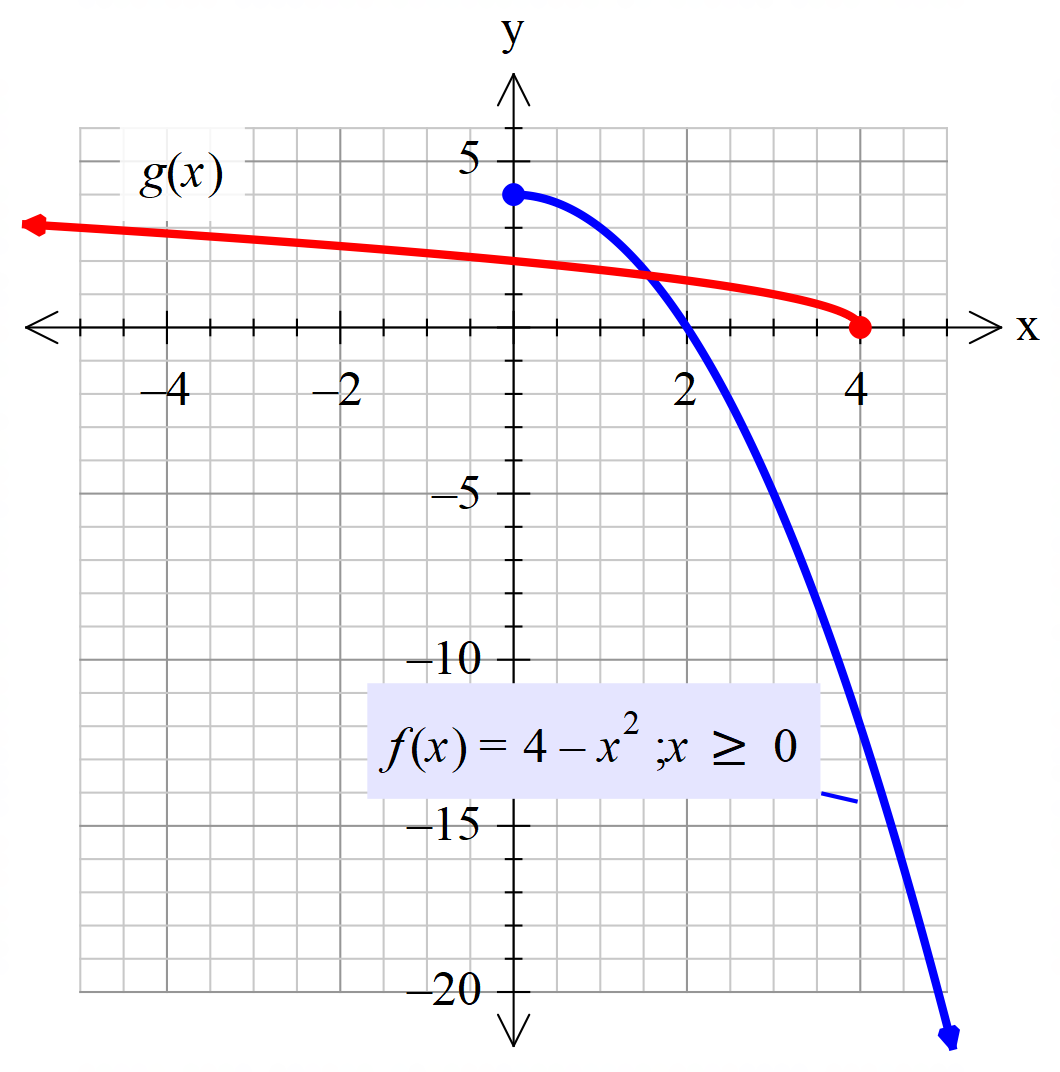 y
5
g(x)
x
–4
–2
2
4
–5
–10
f(x) = 4 – x² ;x ≥ 0
–15
–20